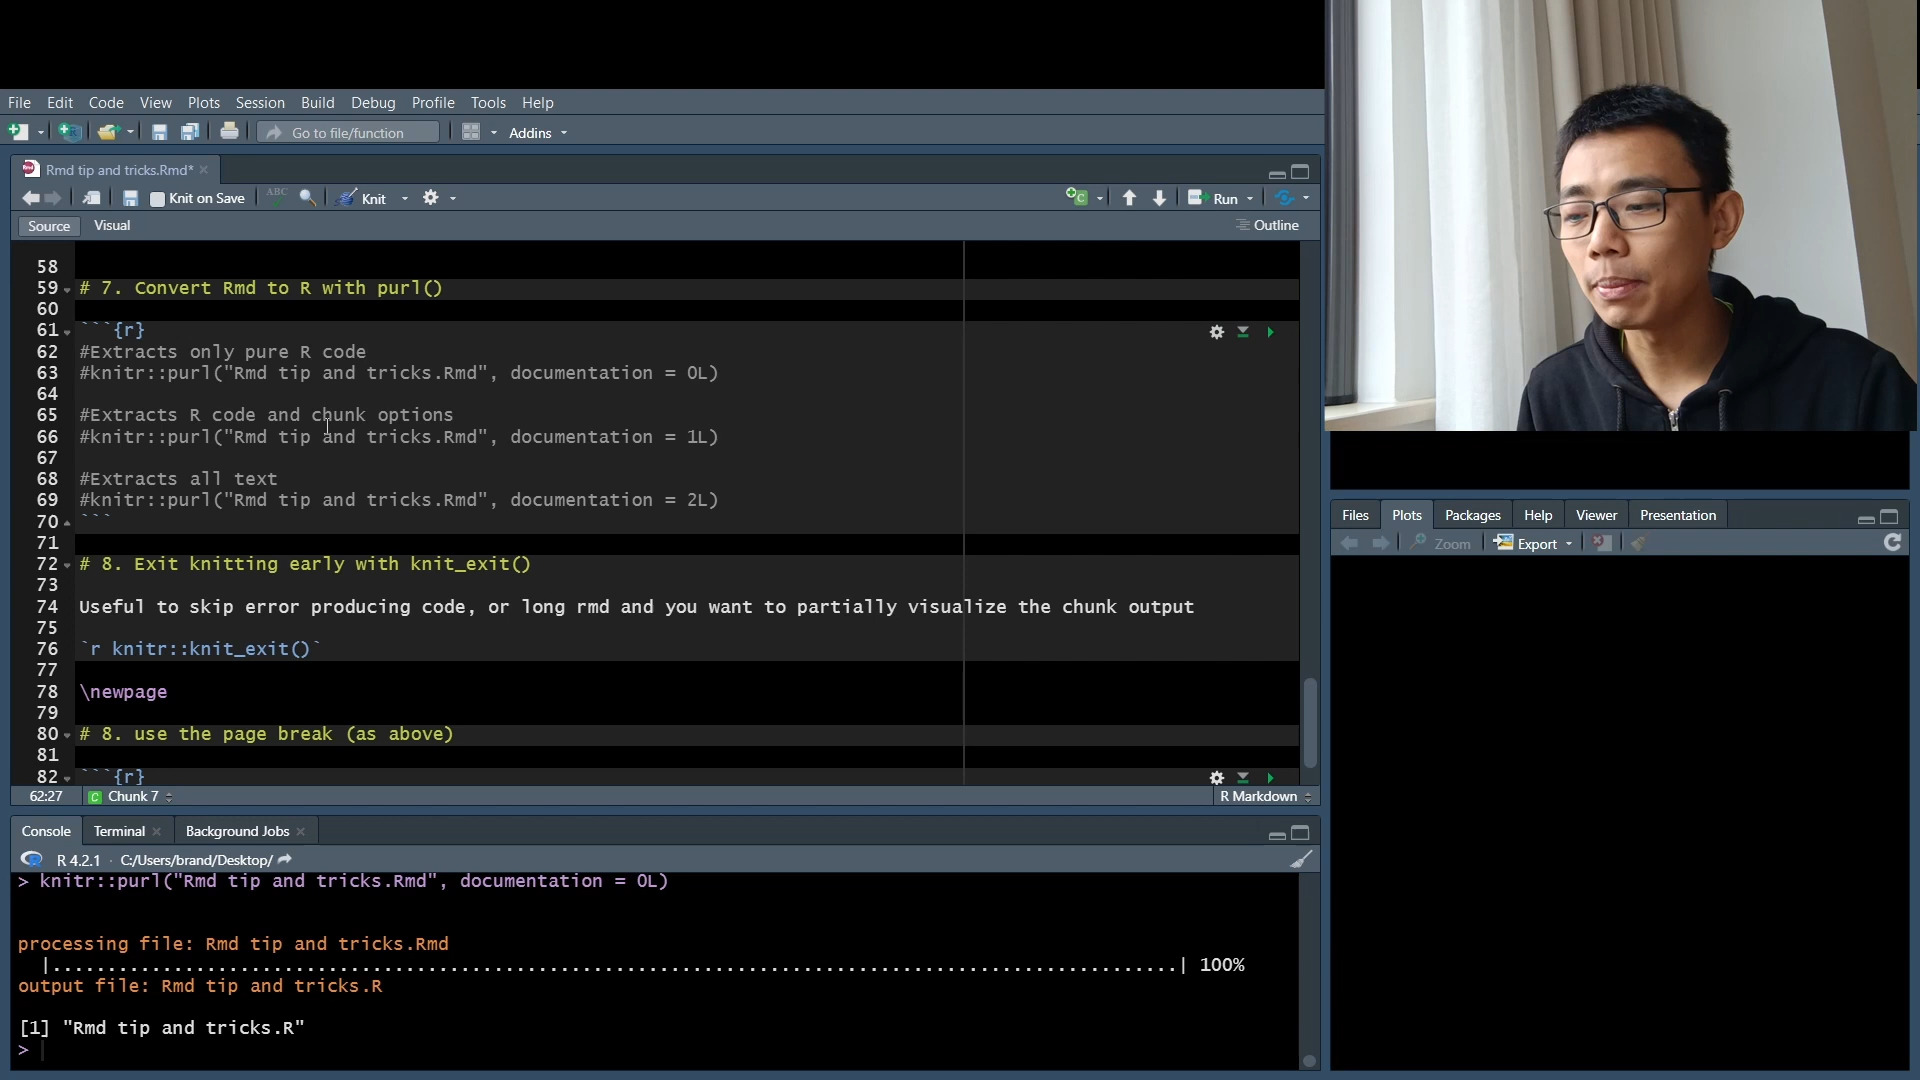 File Edit Code View Plots Session Build Debug Profile Tools Help
Go to file/function Addins
Rmd tip and tricks.Rmd*
Knit on Save ABC Knit Run
Source Visual Outline
58
59 # 7. Convert Rmd to R with purl()
60
61 ```{r}
62 #Extracts only pure R code
63 #knitr::purl("Rmd tip and tricks.Rmd", documentation = 0L)
64
65 #Extracts R code and chunk options
66 #knitr::purl("Rmd tip and tricks.Rmd", documentation = 1L)
67
68 #Extracts all text
69 #knitr::purl("Rmd tip and tricks.Rmd", documentation = 2L)
70 ```
71
72 # 8. Exit knitting early with knit_exit()
73
74 Useful to skip error producing code, or long rmd and you want to partially visualize the chunk output
75
76 `r knitr::knit_exit()`
77
78 \newpage
79
80 # 8. use the page break (as above)
81
82 ```{r}
62:27 C Chunk 7 R Markdown
Console Terminal Background Jobs
R 4.2.1 · C:/Users/brand/Desktop/
> knitr::purl("Rmd tip and tricks.Rmd", documentation = 0L)
processing file: Rmd tip and tricks.Rmd
|.......................................................................................................| 100%
output file: Rmd tip and tricks.R
[1] "Rmd tip and tricks.R"
>
Files Plots Packages Help Viewer Presentation
Zoom Export